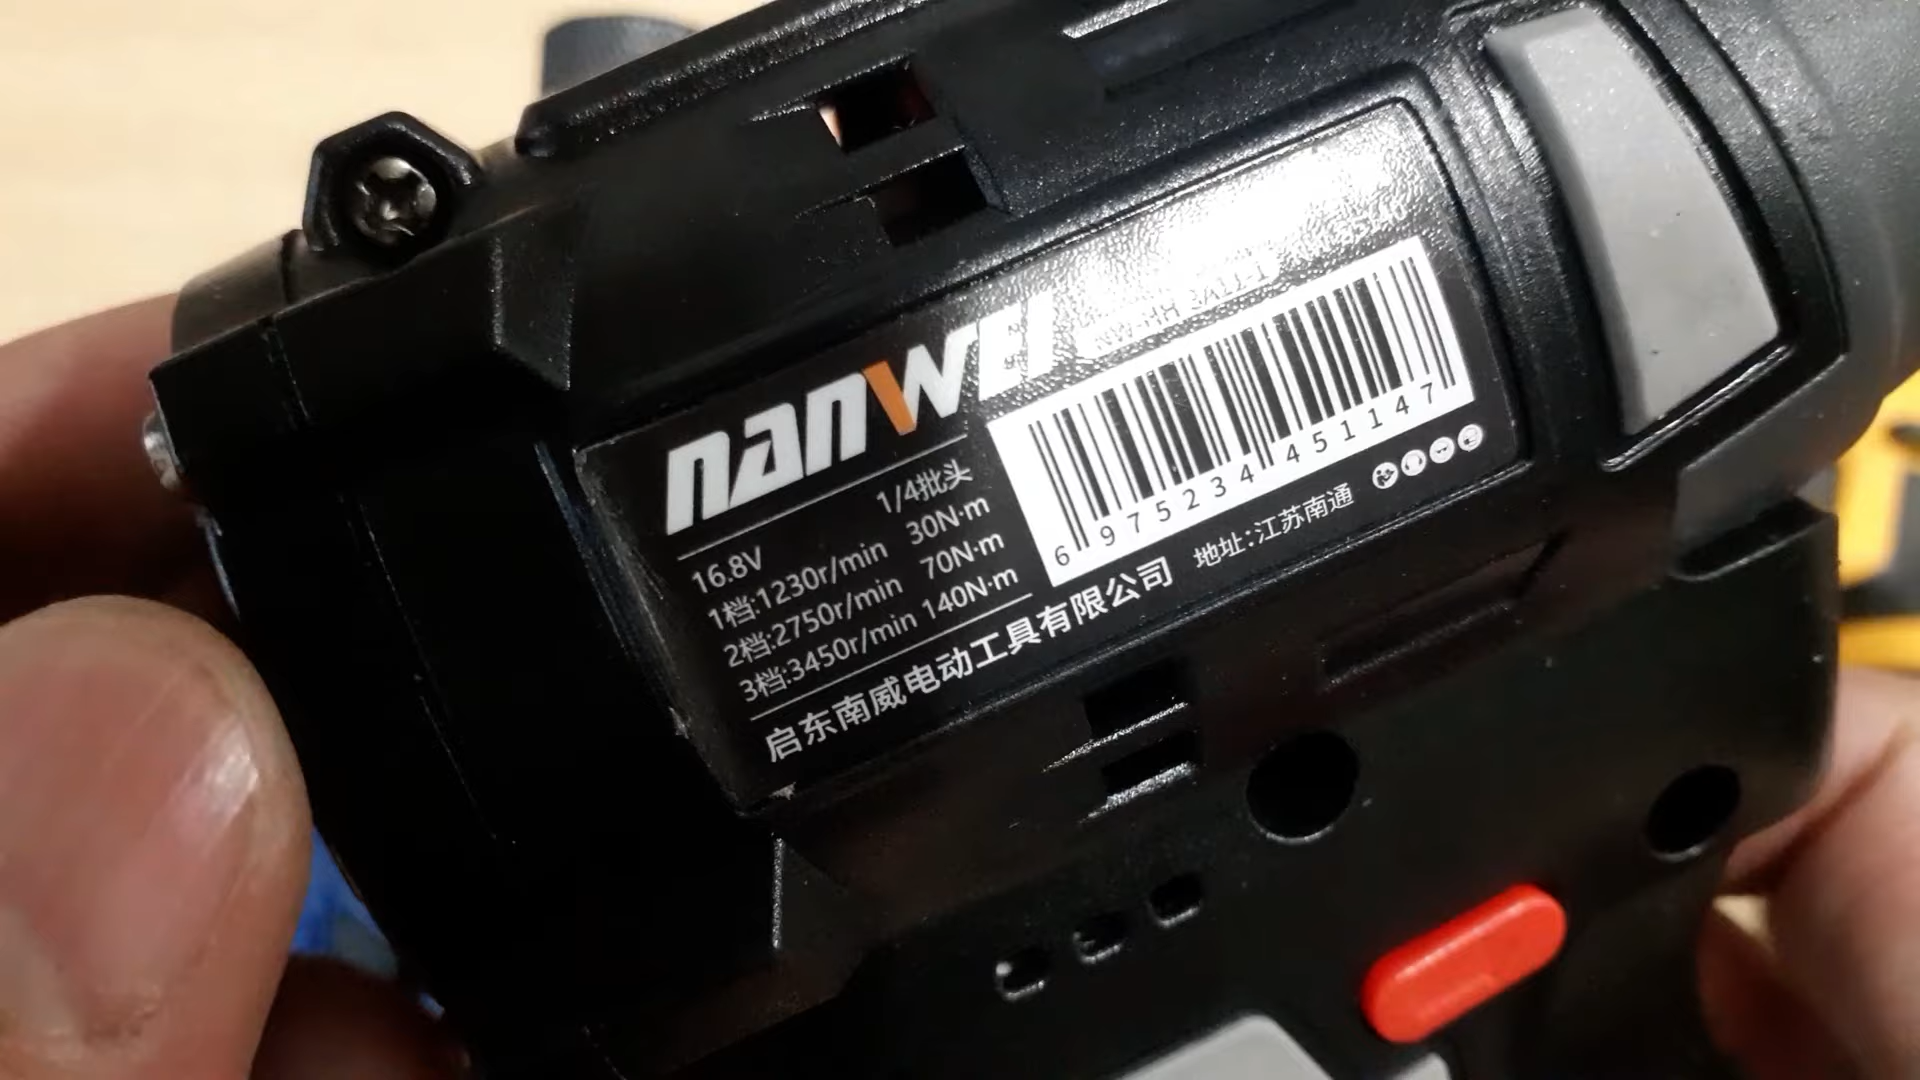 nanwei
16.8V 1/4批头
1档:1230r/min 30N·m
2档:2750r/min 70N·m
3档:3450r/min 140N·m
6 975234 451147
启东南威电动工具有限公司 地址:江苏南通